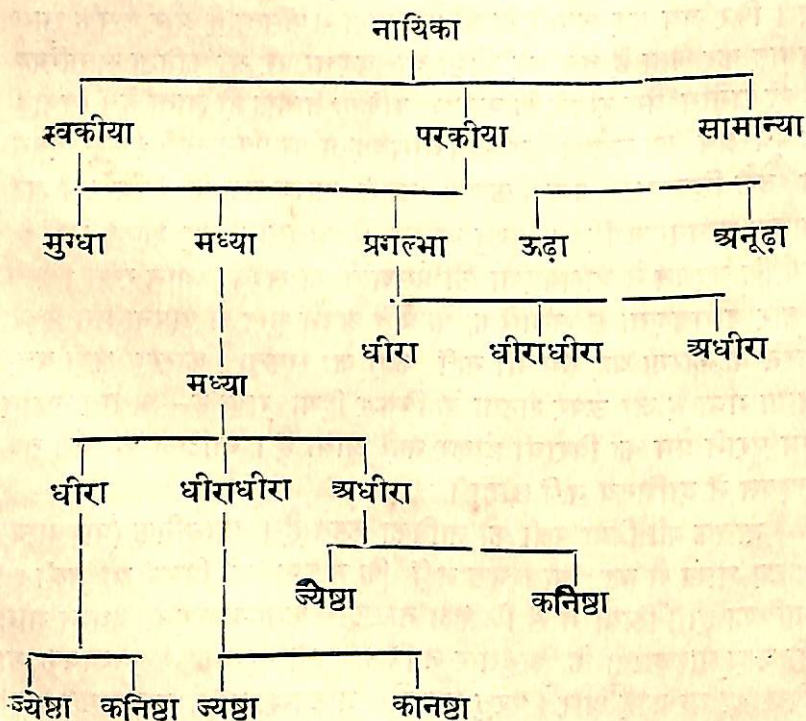 नायिका
स्वकीया परकीया सामान्या
मुग्धा मध्या प्रगल्भा ऊढ़ा अनूढ़ा
धीरा धीराधीरा अधीरा
मध्या
धीरा धीराधीरा अधीरा
ज्येष्ठा कनिष्ठा
ज्येष्ठा कनिष्ठा ज्येष्ठा कानष्ठा